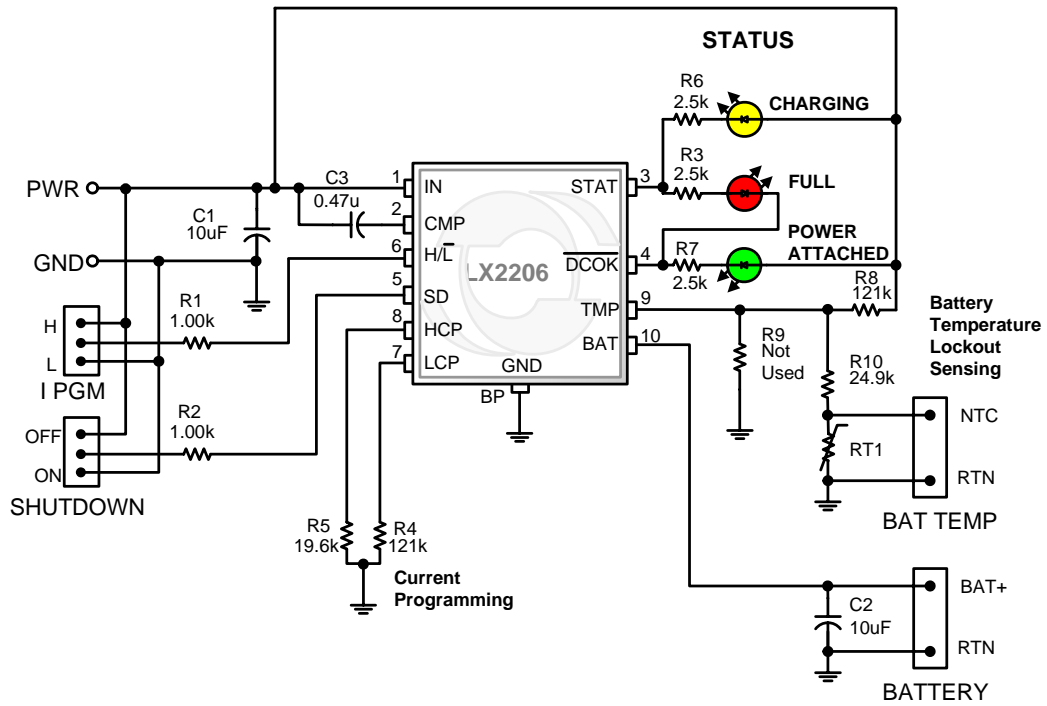 STATUS
R6
2.5k
CHARGING
R3
2.5k
FULL
POWER
ATTACHED
R7
2.5k
R8
121k
PWR
C1
10uF
GND
C3
0.47u
1
IN
2
CMP
6
H/L̅
5
SD
8
HCP
7
LCP
LX2206
GND
BP
STAT
3
D̅C̅O̅K̅
4
TMP
9
BAT
10
H
L
I PGM
R1
1.00k
OFF
ON
SHUTDOWN
R2
1.00k
R5
19.6k
R4
121k
Current
Programming
R9
Not
Used
R10
24.9k
RT1
Battery
Temperature
Lockout
Sensing
NTC
RTN
BAT TEMP
C2
10uF
BAT+
RTN
BATTERY